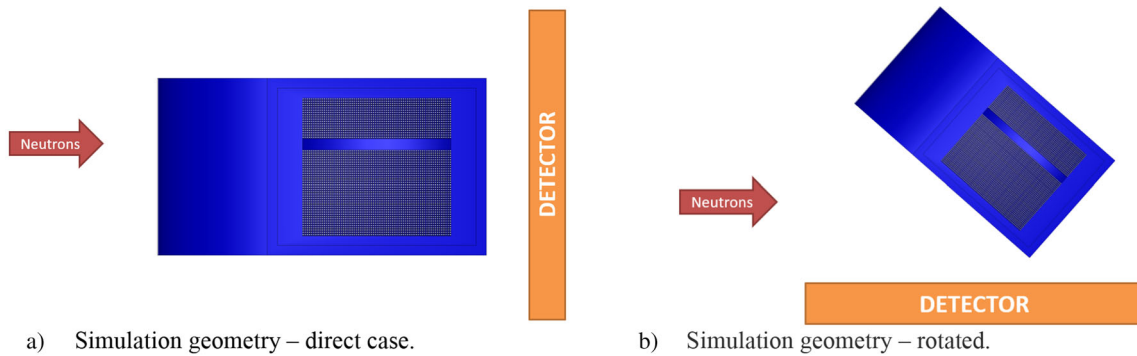 Neutrons
DETECTOR
a) Simulation geometry – direct case.
Neutrons
DETECTOR
b) Simulation geometry – rotated.